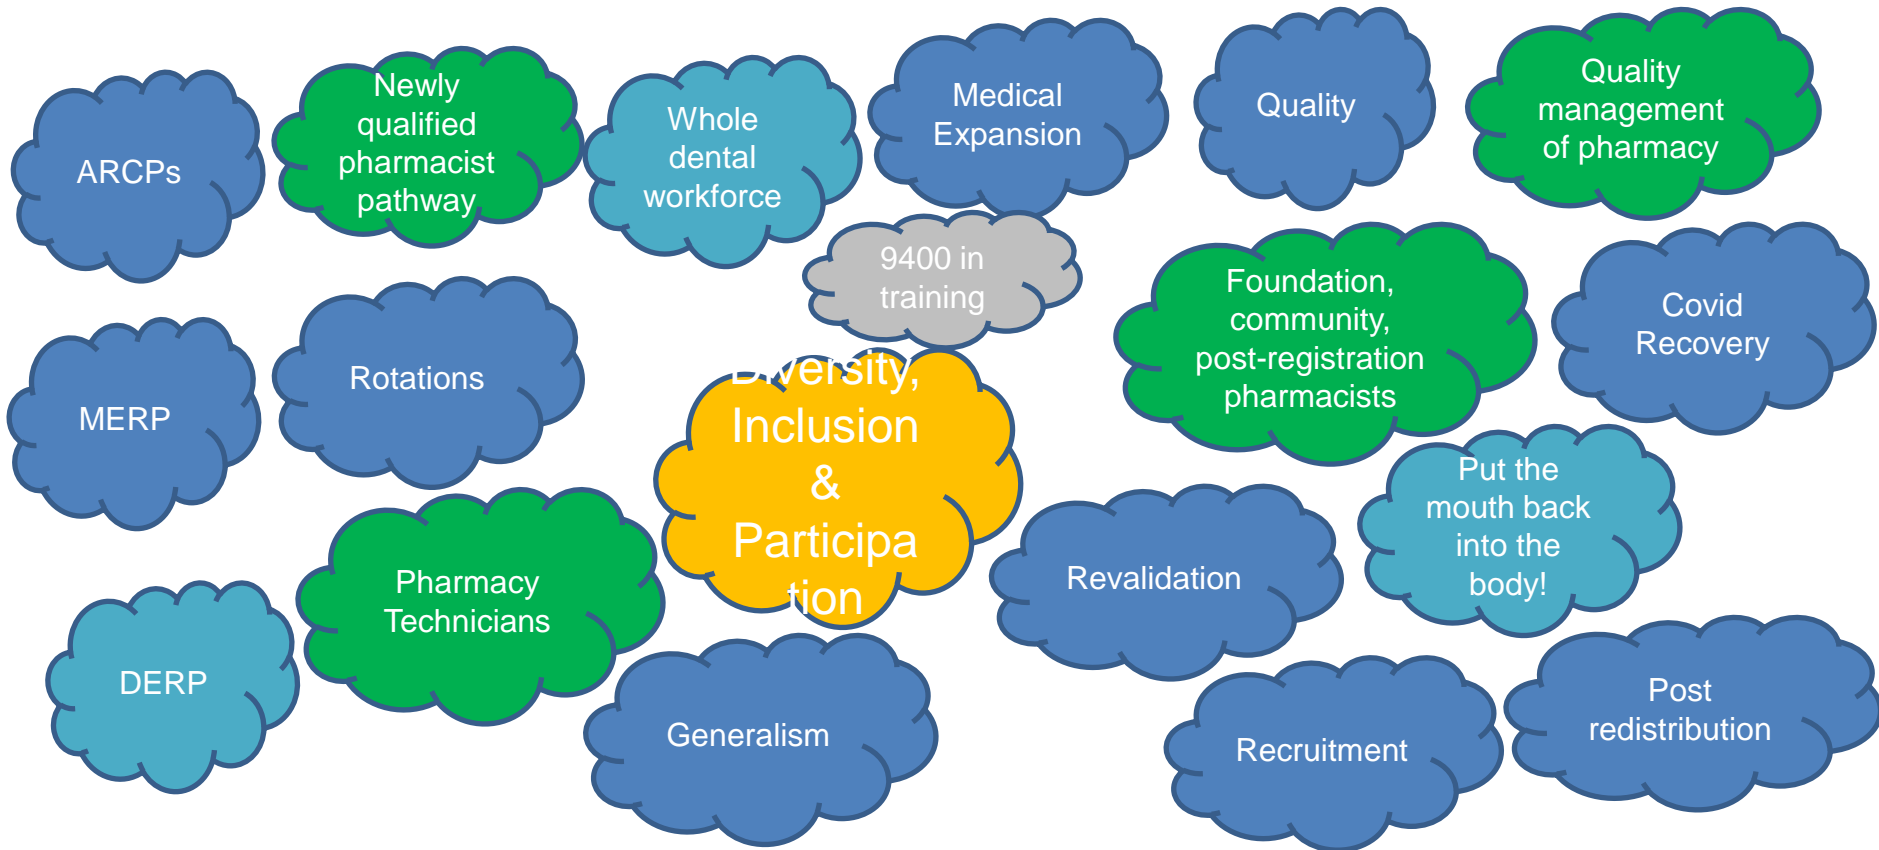 ARCPs
Newly
qualified
pharmacist
pathway
Whole
dental
workforce
Medical
Expansion
Quality
Quality
management
of pharmacy
9400 in
training
Foundation,
community,
post-registration
pharmacists
Covid
Recovery
MERP
Rotations
Diversity,
Inclusion
&
Participa
tion
Put the
mouth back
into the
body!
Pharmacy
Technicians
Revalidation
DERP
Generalism
Recruitment
Post
redistribution